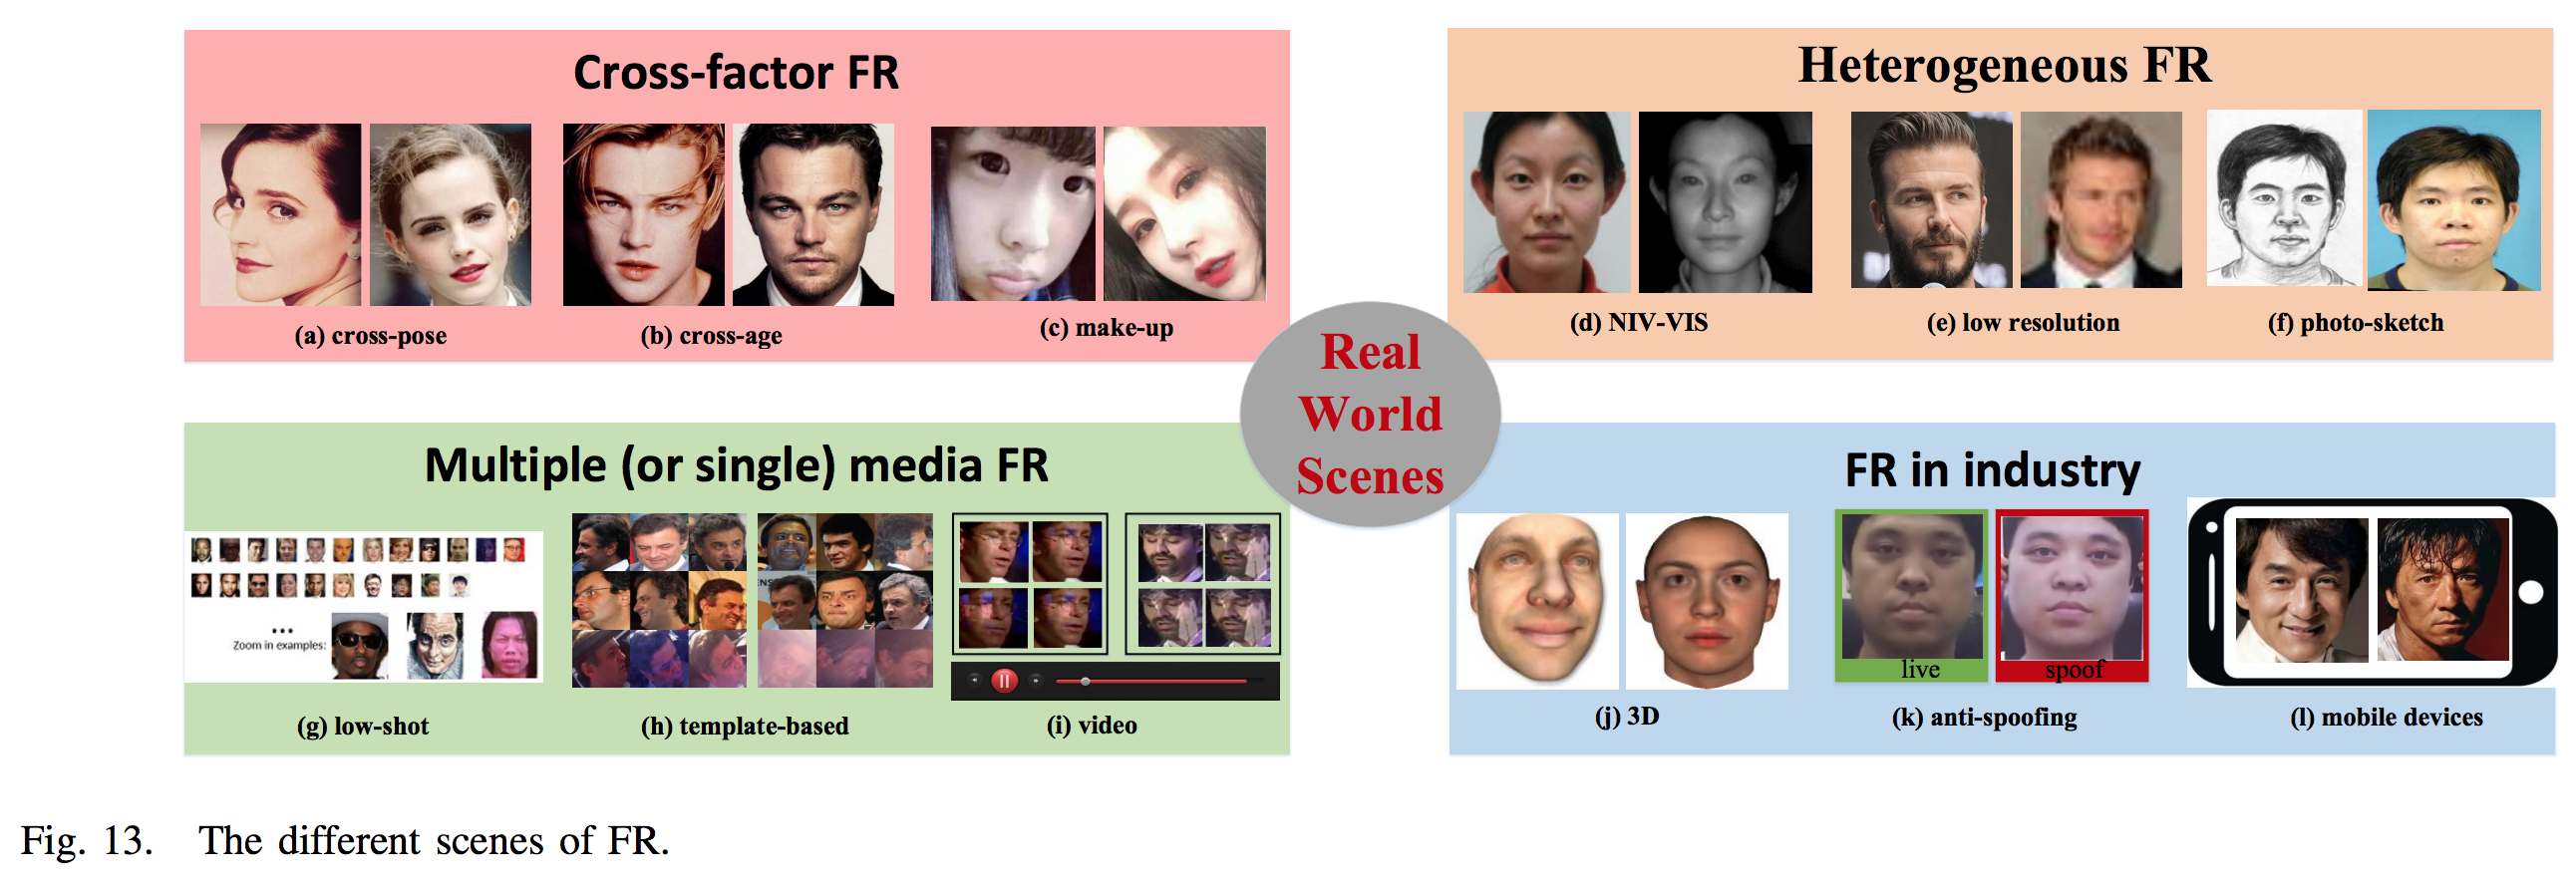 Cross-factor FR
(a) cross-pose
(b) cross-age
(c) make-up
Heterogeneous FR
(d) NIV-VIS
(e) low resolution
(f) photo-sketch
Real
World
Scenes
Multiple (or single) media FR
...
Zoom in examples:
(g) low-shot
(h) template-based
(i) video
FR in industry
live
spoof
(j) 3D
(k) anti-spoofing
(l) mobile devices
Fig. 13. The different scenes of FR.